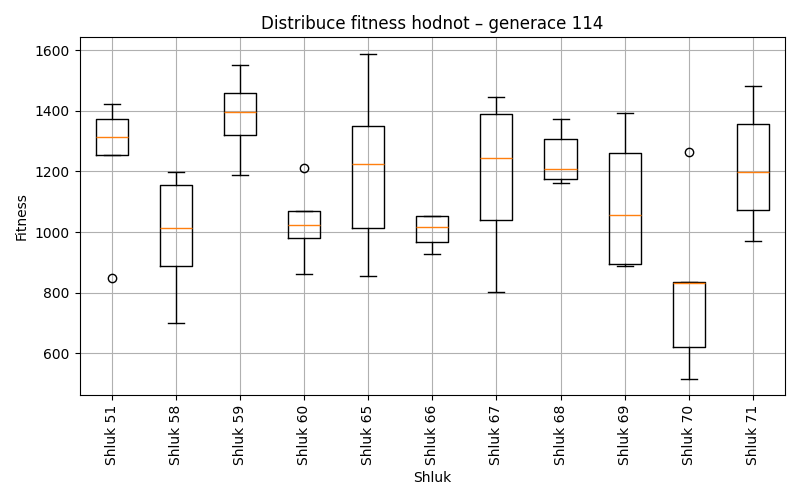 Distribuce fitness hodnot – generace 114
Fitness
1600
1400
1200
1000
800
600
Shluk 51
Shluk 58
Shluk 59
Shluk 60
Shluk 65
Shluk 66
Shluk 67
Shluk 68
Shluk 69
Shluk 70
Shluk 71
Shluk